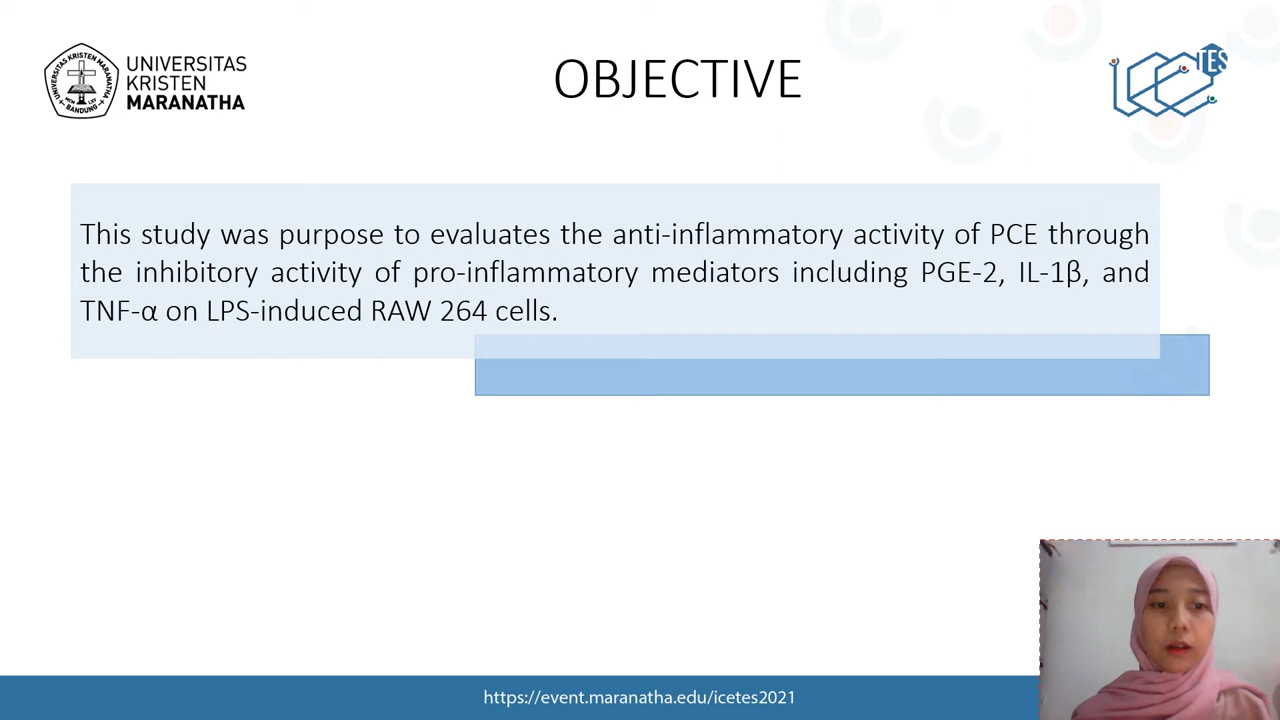 UNIVERSITAS
KRISTEN
MARANATHA
OBJECTIVE
TES
This study was purpose to evaluates the anti-inflammatory activity of PCE through
the inhibitory activity of pro-inflammatory mediators including PGE-2, IL-1β, and
TNF-α on LPS-induced RAW 264 cells.
https://event.maranatha.edu/icetes2021